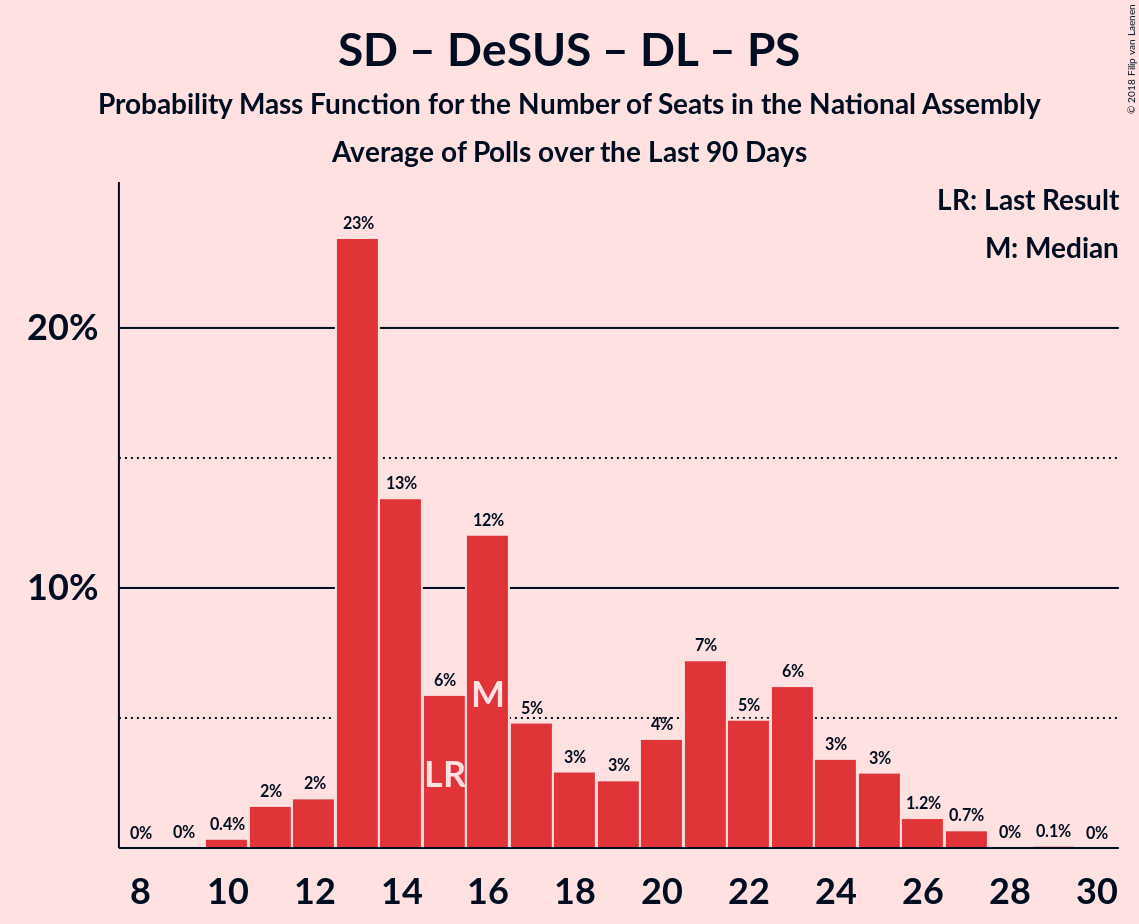 SD – DeSUS – DL – PS
Probability Mass Function for the Number of Seats in the National Assembly
Average of Polls over the Last 90 Days
© 2018 Filip van Laenen
LR: Last Result
M: Median
20%
10%
0%
0%
0.4%
2%
2%
23%
13%
6%
12%
5%
3%
3%
4%
7%
5%
6%
3%
3%
1.2%
0.7%
0%
0.1%
0%
LR
M
8 10 12 14 16 18 20 22 24 26 28 30